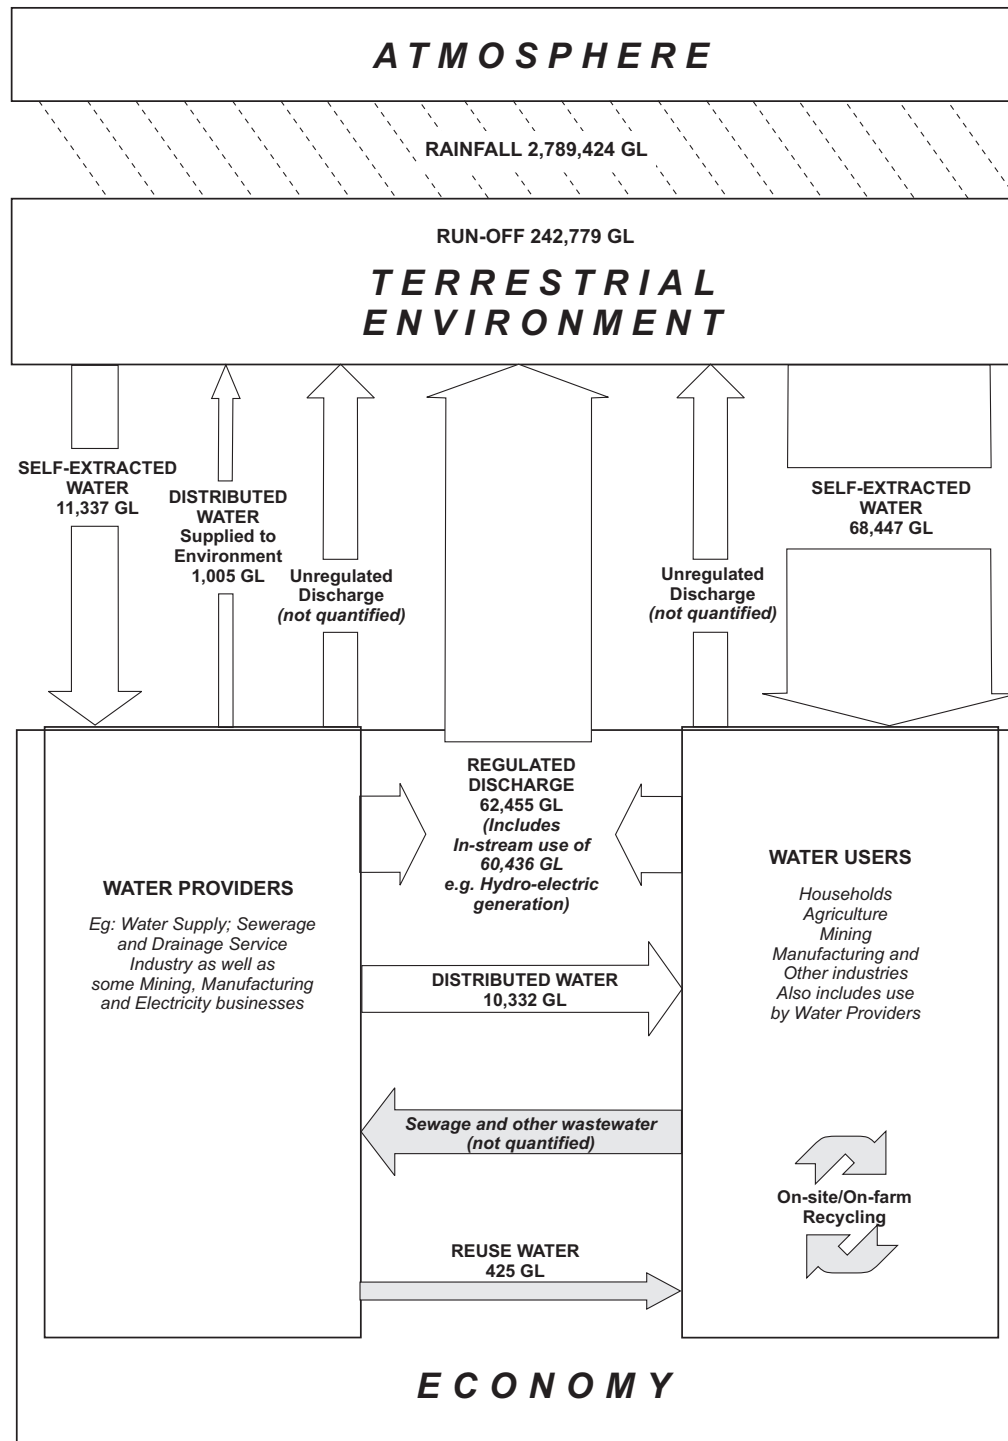 ATMOSPHERE
RAINFALL 2,789,424 GL
RUN-OFF 242,779 GL
TERRESTRIAL
ENVIRONMENT
SELF-EXTRACTED
WATER
11,337 GL
DISTRIBUTED
WATER
Supplied to
Environment
1,005 GL
Unregulated
Discharge
(not quantified)
Unregulated
Discharge
(not quantified)
SELF-EXTRACTED
WATER
68,447 GL
REGULATED
DISCHARGE
62,455 GL
(Includes
In-stream use of
60,436 GL
e.g. Hydro-electric
generation)
WATER PROVIDERS
Eg: Water Supply; Sewerage
and Drainage Service
Industry as well as
some Mining, Manufacturing
and Electricity businesses
WATER USERS
Households
Agriculture
Mining
Manufacturing and
Other industries
Also includes use
by Water Providers
DISTRIBUTED WATER
10,332 GL
Sewage and other wastewater
(not quantified)
On-site/On-farm
Recycling
REUSE WATER
425 GL
ECONOMY